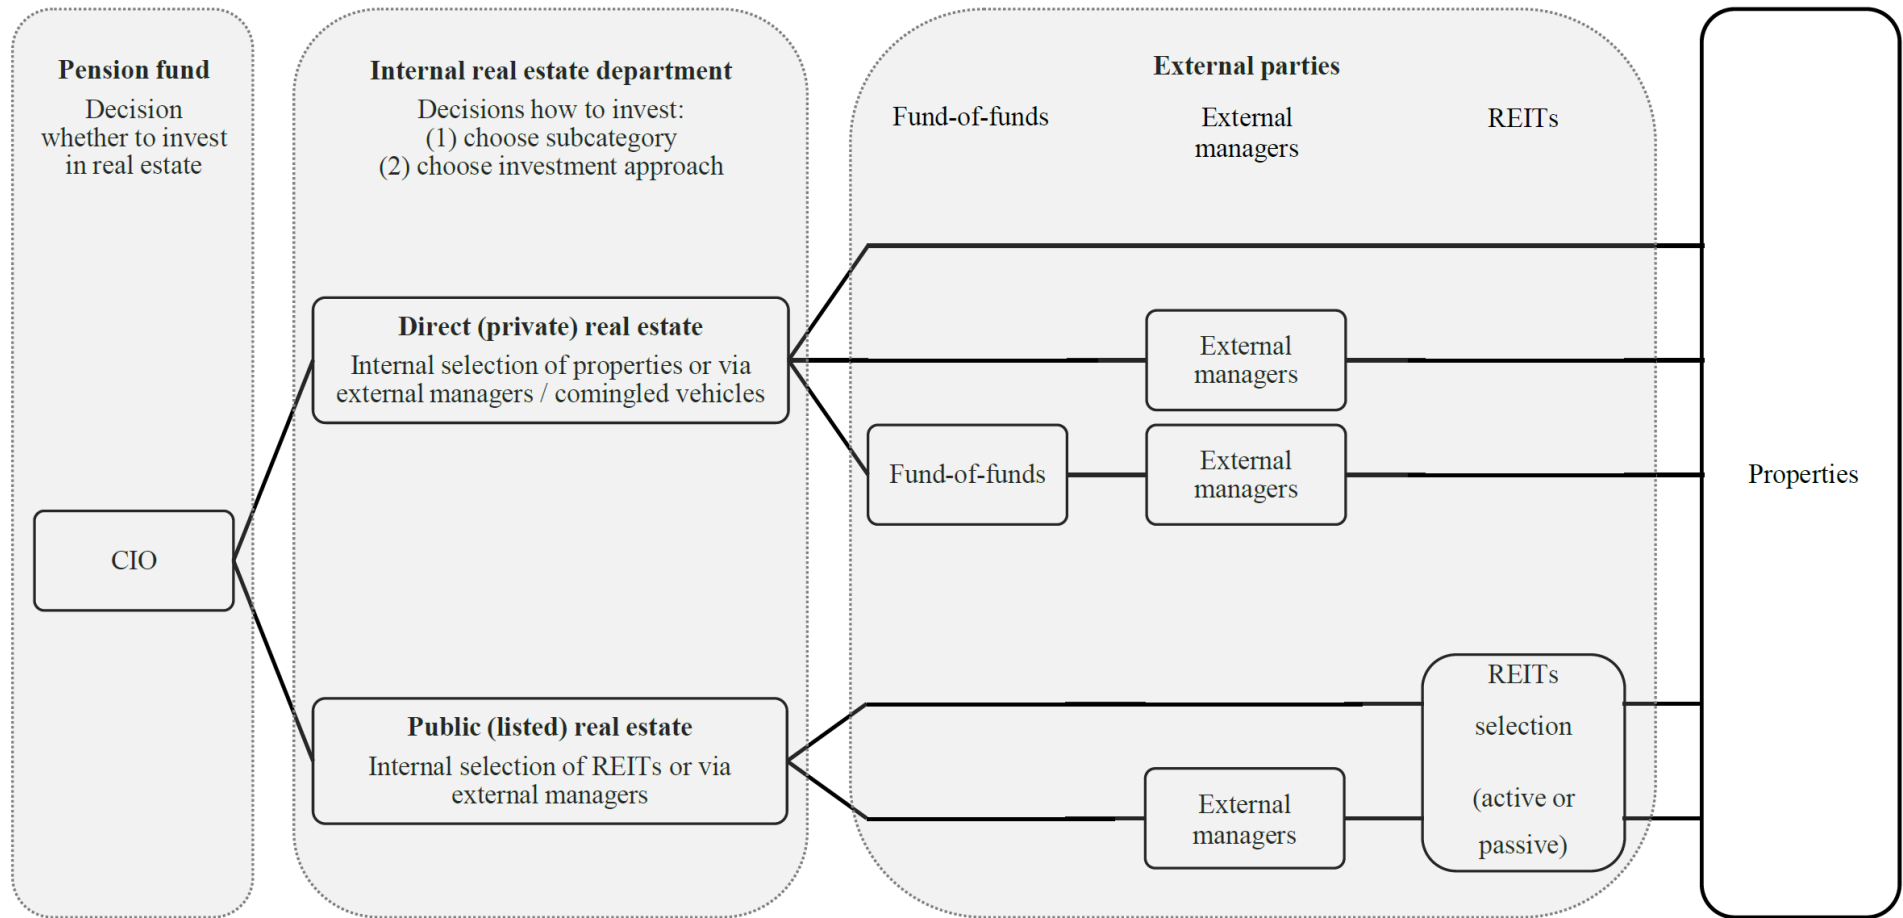 Pension fund
Decision
whether to invest
in real estate
Internal real estate department
Decisions how to invest:
(1) choose subcategory
(2) choose investment approach
External parties
Fund-of-funds
External
managers
REITs
Direct (private) real estate
Internal selection of properties or via
external managers / comingled vehicles
External
managers
Fund-of-funds
External
managers
Properties
CIO
Public (listed) real estate
Internal selection of REITs or via
external managers
External
managers
REITs
selection
(active or
passive)